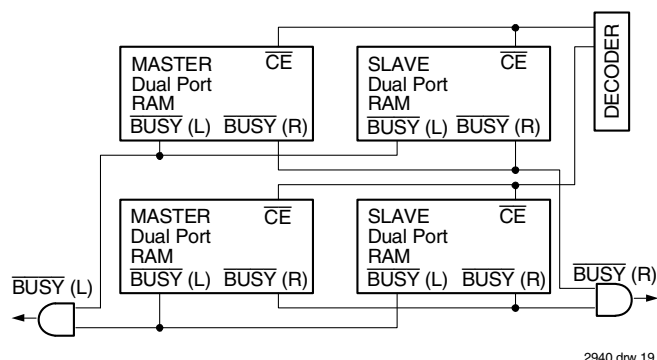 MASTER
Dual Port
RAM
CE
BUSY (L) BUSY (R)
SLAVE
Dual Port
RAM
CE
BUSY (L) BUSY (R)
DECODER
MASTER
Dual Port
RAM
CE
BUSY (L) BUSY (R)
SLAVE
Dual Port
RAM
CE
BUSY (L) BUSY (R)
BUSY (L)
BUSY (R)
2940 drw 19